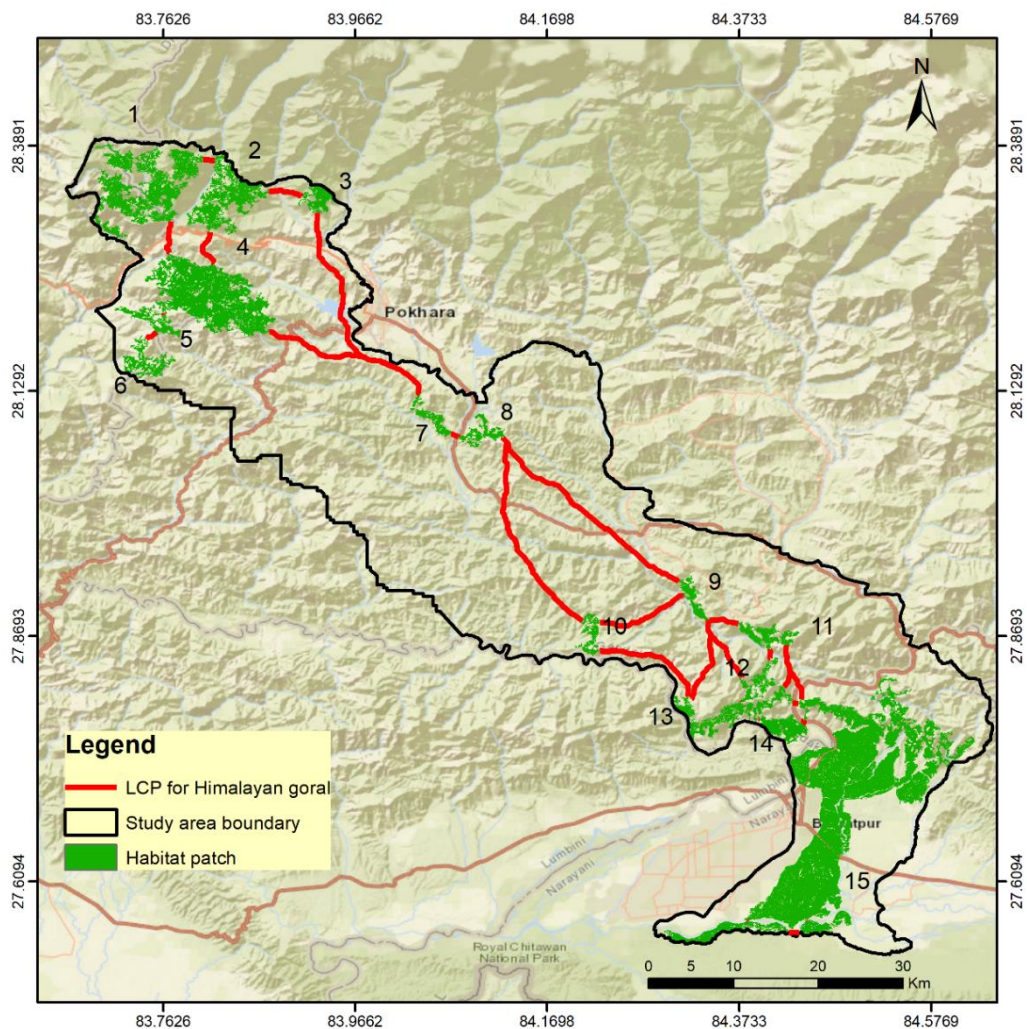 83.7626 83.9662 84.1698 84.3733 84.5769
N
1
28.3891 28.3891
2
3
4
Pokhara
5
6
28.1292 28.1292
7
8
9
27.8693 27.8693
10
11
12
13
14
Legend
LCP for Himalayan goral
Study area boundary
Habitat patch
Lumbini
Narayani
Lumbini
Narayani
15
27.6094 27.6094
Royal Chitawan
National Park
0 5 10 20 30
Km
83.7626 83.9662 84.1698 84.3733 84.5769